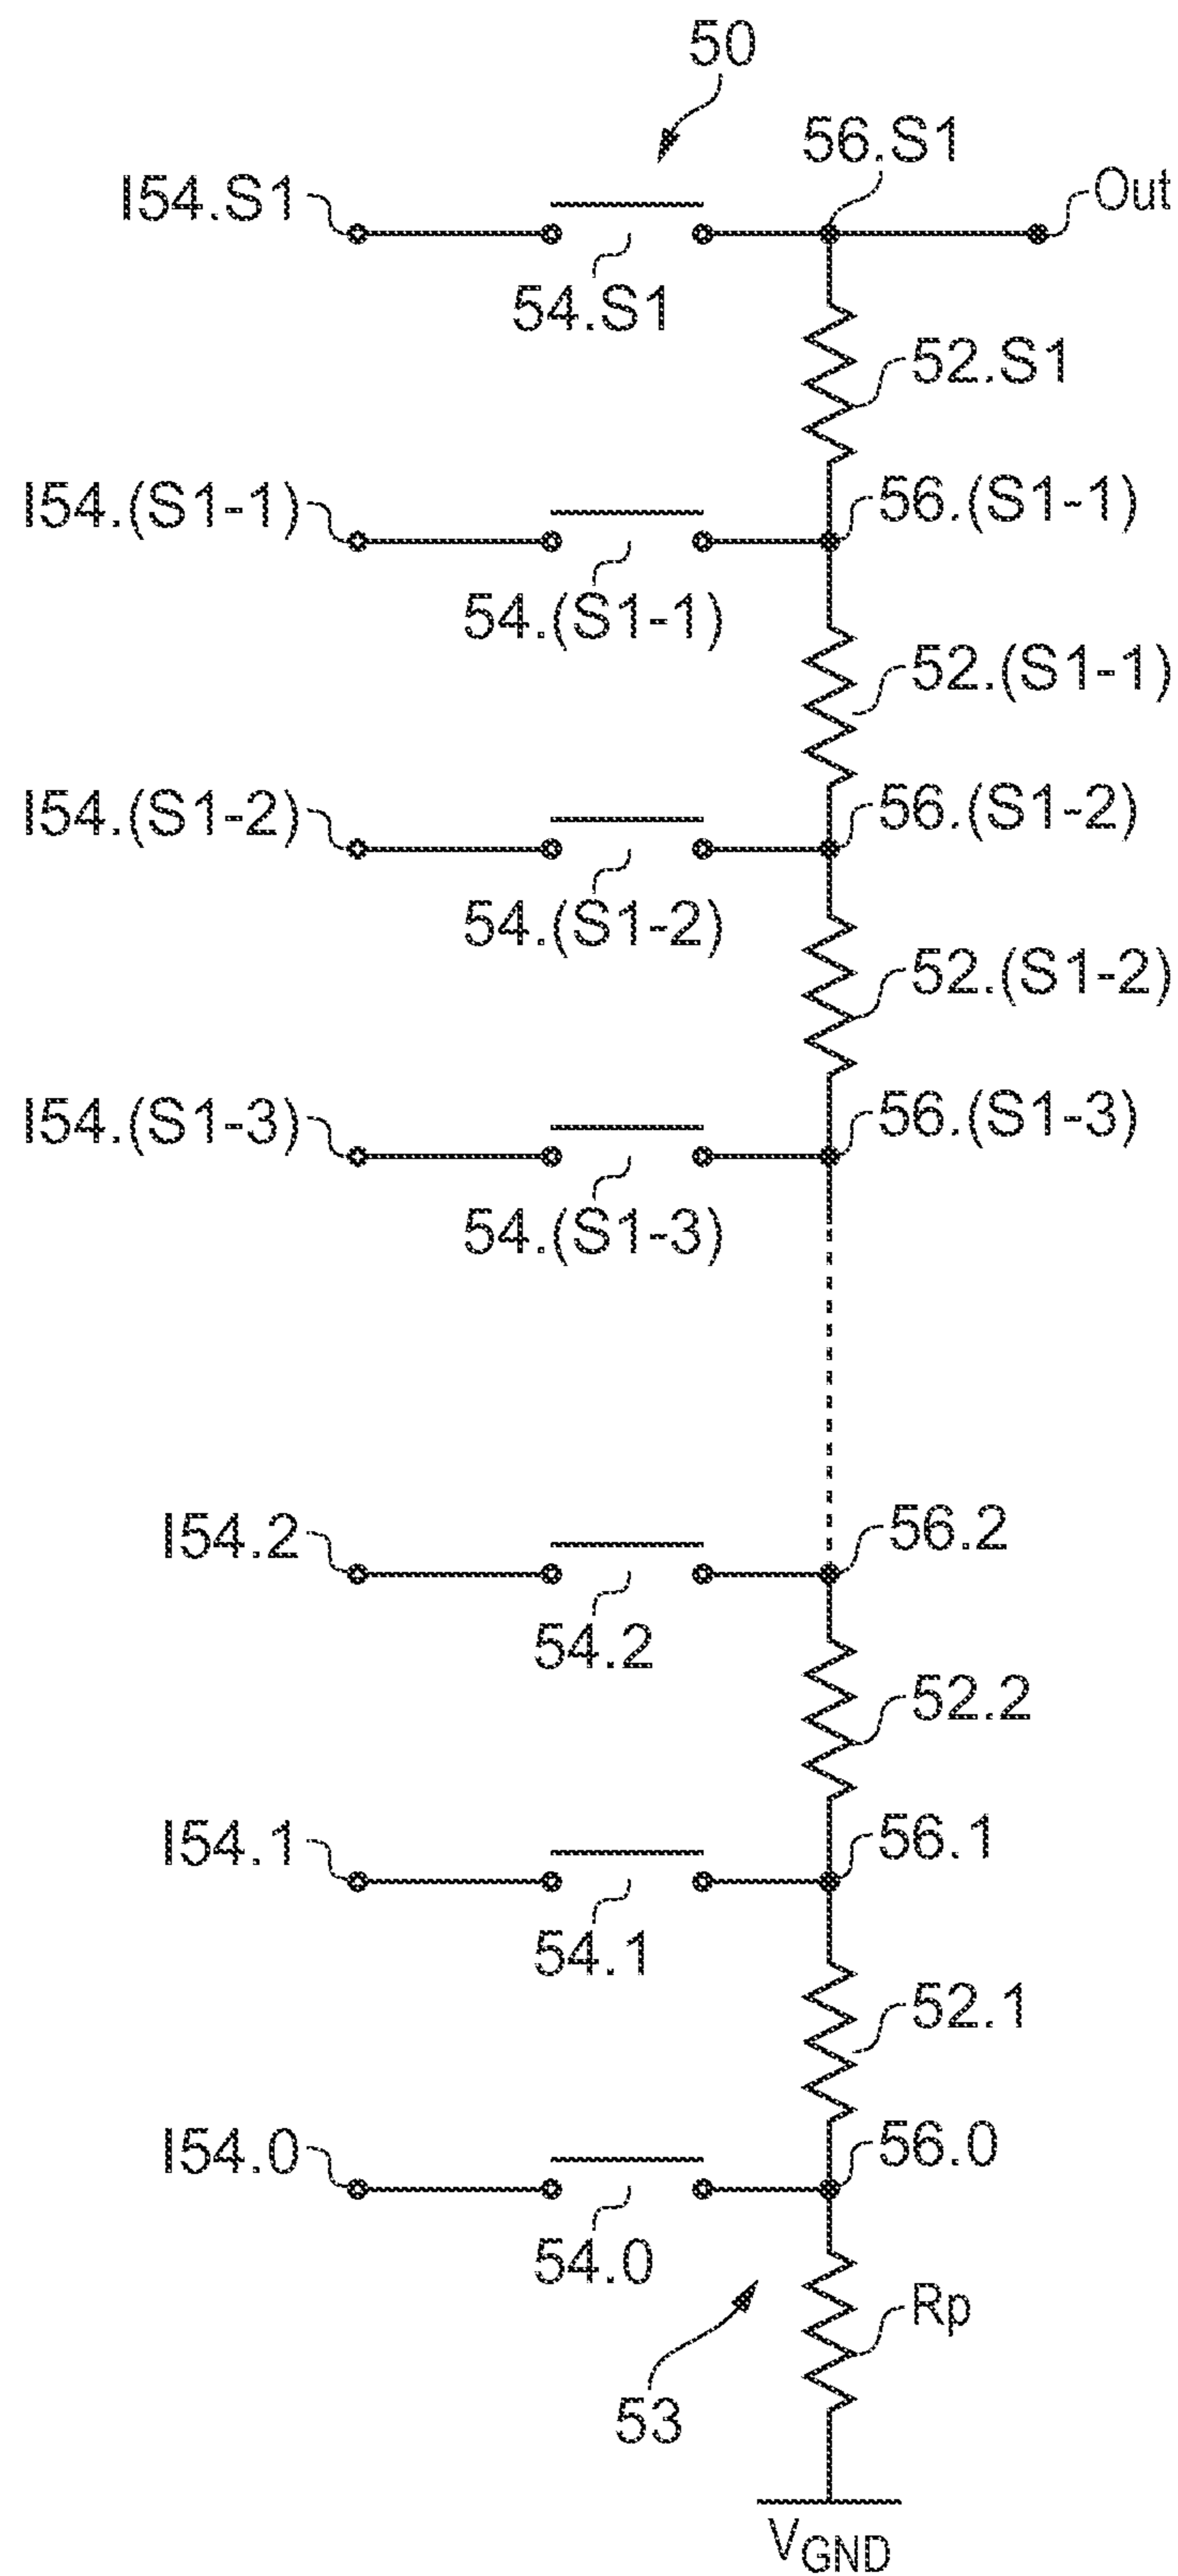 50
56.S1
I54.S1
Out
54.S1
52.S1
I54.(S1-1)
56.(S1-1)
54.(S1-1)
52.(S1-1)
I54.(S1-2)
56.(S1-2)
54.(S1-2)
52.(S1-2)
I54.(S1-3)
56.(S1-3)
54.(S1-3)
I54.2
56.2
54.2
52.2
I54.1
56.1
54.1
52.1
I54.0
56.0
54.0
Rp
53
VGND